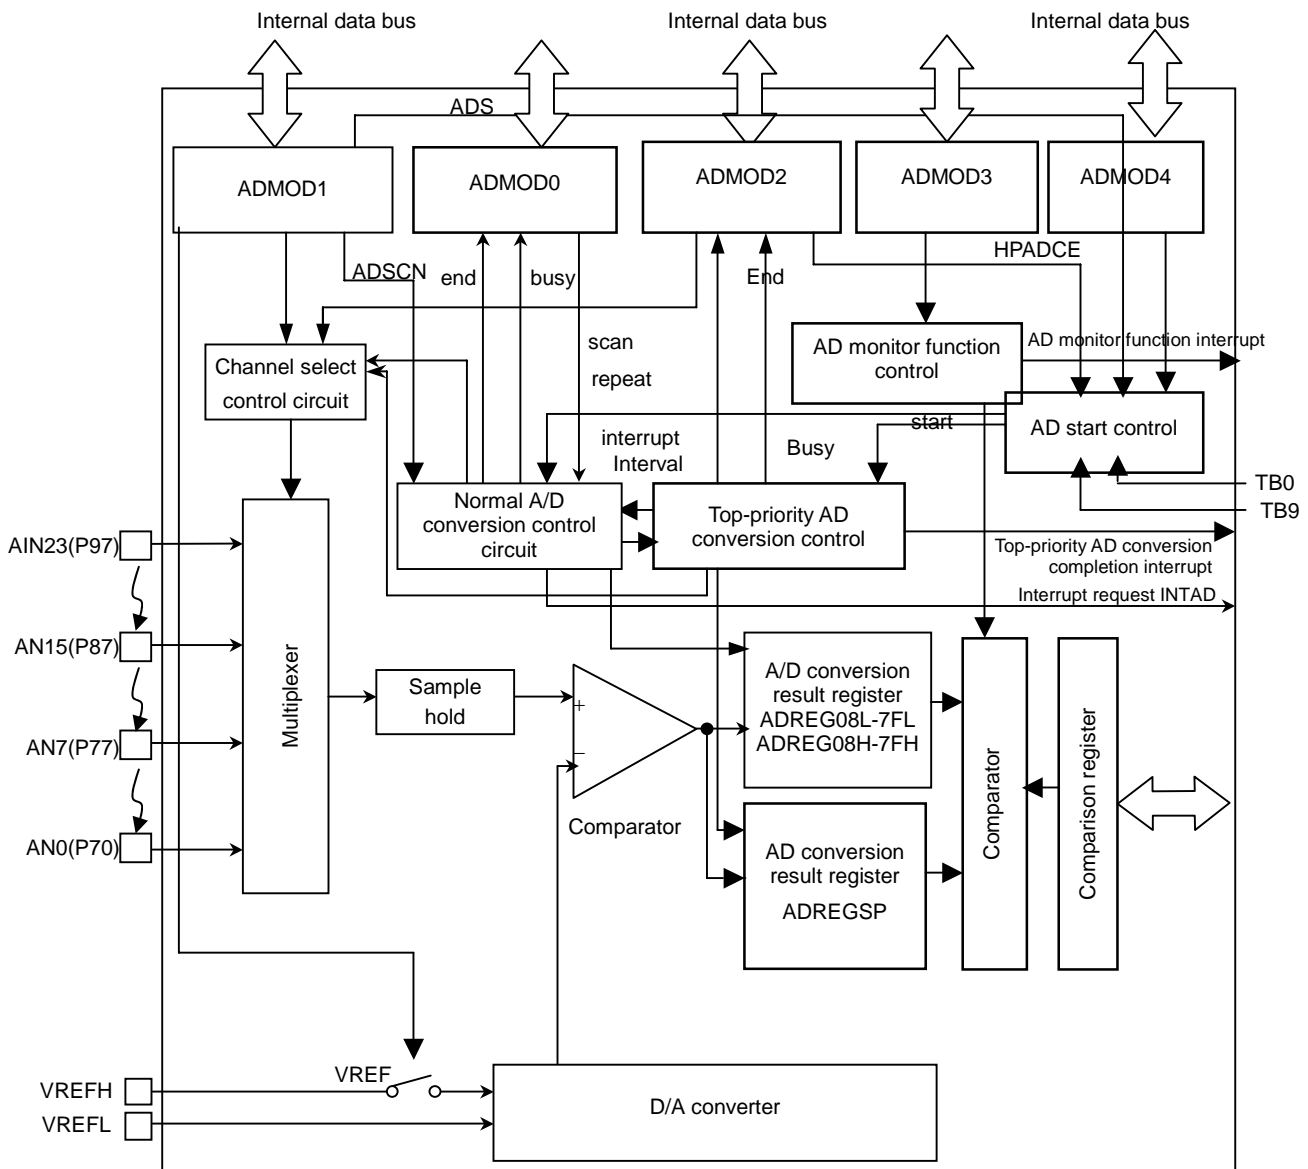 Internal data bus
Internal data bus
Internal data bus
ADS
ADMOD1
ADMOD0
ADMOD2
ADMOD3
ADMOD4
ADSCN
end
busy
End
HPADCE
scan
repeat
Channel select
control circuit
AD monitor function
control
AD monitor function interrupt
start
AD start control
interrupt
Interval
Busy
TB0
TB9
Normal A/D
conversion control
circuit
Top-priority AD
conversion control
Top-priority AD conversion
completion interrupt
Interrupt request INTAD
AIN23(P97)
AN15(P87)
AN7(P77)
AN0(P70)
Multiplexer
Sample
hold
+
−
Comparator
A/D conversion
result register
ADREG08L-7FL
ADREG08H-7FH
AD conversion
result register
ADREGSP
Comparator
Comparison register
VREF
VREFH
VREFL
D/A converter